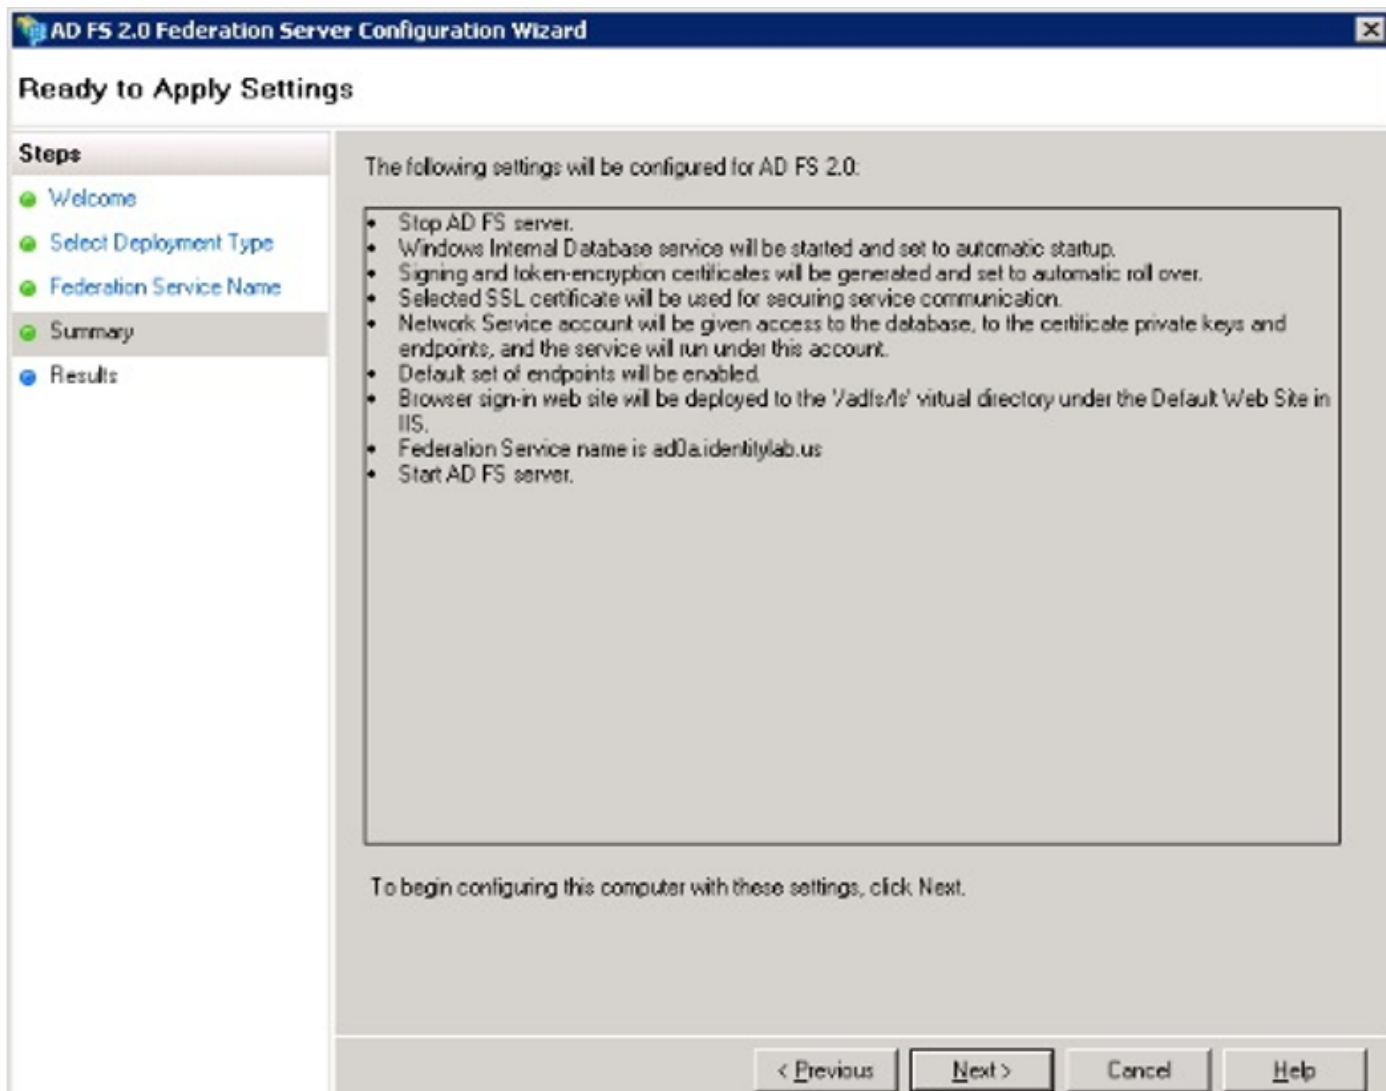 AD FS 2.0 Federation Server Configuration Wizard
Ready to Apply Settings
Steps
Welcome
Select Deployment Type
Federation Service Name
Summary
Results
The following settings will be configured for AD FS 2.0:
• Stop AD FS server.
• Windows Internal Database service will be started and set to automatic startup.
• Signing and token-encryption certificates will be generated and set to automatic roll over.
• Selected SSL certificate will be used for securing service communication.
• Network Service account will be given access to the database, to the certificate private keys and
endpoints, and the service will run under this account.
• Default set of endpoints will be enabled.
• Browser sign-in web site will be deployed to the '/adfs/ls' virtual directory under the Default Web Site in
IIS.
• Federation Service name is ad0a.identitylab.us
• Start AD FS server.
To begin configuring this computer with these settings, click Next.
< Previous Next > Cancel Help